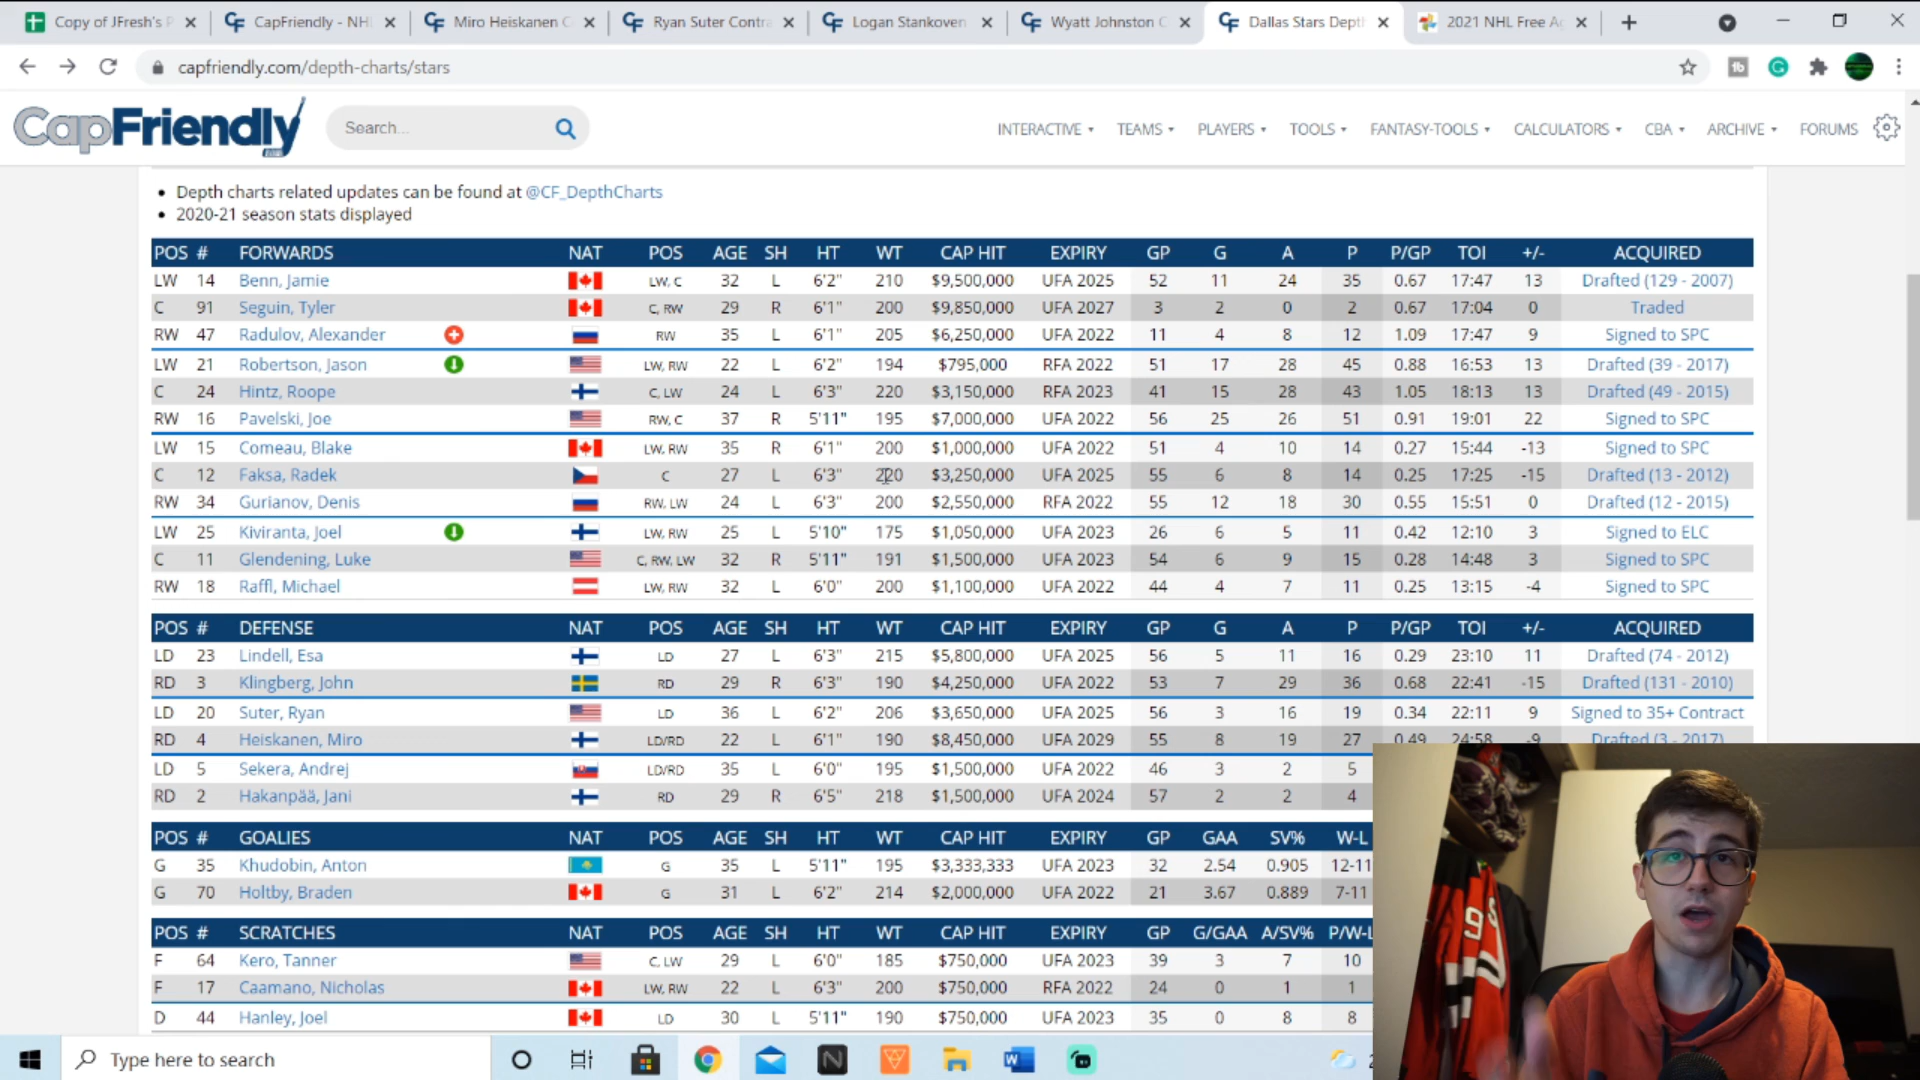 Copy of JFresh's P
CapFriendly - NH
Miro Heiskanen C
Ryan Suter Contra
Logan Stankoven
Wyatt Johnston C
Dallas Stars Dept
2021 NHL Free Ag
capfriendly.com/depth-charts/stars
CapFriendly
Search...
INTERACTIVE TEAMS PLAYERS TOOLS FANTASY-TOOLS CALCULATORS CBA ARCHIVE FORUMS
• Depth charts related updates can be found at @CF_DepthCharts
• 2020-21 season stats displayed
POS # FORWARDS NAT POS AGE SH HT WT CAP HIT EXPIRY GP G A P P/GP TOI +/- ACQUIRED
LW 14 Benn, Jamie LW, C 32 L 6'2" 210 $9,500,000 UFA 2025 52 11 24 35 0.67 17:47 13 Drafted (129 - 2007)
C 91 Seguin, Tyler C, RW 29 R 6'1" 200 $9,850,000 UFA 2027 3 2 0 2 0.67 17:04 0 Traded
RW 47 Radulov, Alexander RW 35 L 6'1" 205 $6,250,000 UFA 2022 11 4 8 12 1.09 17:47 9 Signed to SPC
LW 21 Robertson, Jason LW, RW 22 L 6'2" 194 $795,000 RFA 2022 51 17 28 45 0.88 16:53 13 Drafted (39 - 2017)
C 24 Hintz, Roope C, LW 24 L 6'3" 220 $3,150,000 RFA 2023 41 15 28 43 1.05 18:13 13 Drafted (49 - 2015)
RW 16 Pavelski, Joe RW, C 37 R 5'11" 195 $7,000,000 UFA 2022 56 25 26 51 0.91 19:01 22 Signed to SPC
LW 15 Comeau, Blake LW, RW 35 R 6'1" 200 $1,000,000 UFA 2022 51 4 10 14 0.27 15:44 -13 Signed to SPC
C 12 Faksa, Radek C 27 L 6'3" 220 $3,250,000 UFA 2025 55 6 8 14 0.25 17:25 -15 Drafted (13 - 2012)
RW 34 Gurianov, Denis RW, LW 24 L 6'3" 200 $2,550,000 RFA 2022 55 12 18 30 0.55 15:51 0 Drafted (12 - 2015)
LW 25 Kiviranta, Joel LW, RW 25 L 5'10" 175 $1,050,000 UFA 2023 26 6 5 11 0.42 12:10 3 Signed to ELC
C 11 Glendening, Luke C, RW, LW 32 R 5'11" 191 $1,500,000 UFA 2023 54 6 9 15 0.28 14:48 3 Signed to SPC
RW 18 Raffl, Michael LW, RW 32 L 6'0" 200 $1,100,000 UFA 2022 44 4 7 11 0.25 13:15 -4 Signed to SPC
POS # DEFENSE NAT POS AGE SH HT WT CAP HIT EXPIRY GP G A P P/GP TOI +/- ACQUIRED
LD 23 Lindell, Esa LD 27 L 6'3" 215 $5,800,000 UFA 2025 56 5 11 16 0.29 23:10 11 Drafted (74 - 2012)
RD 3 Klingberg, John RD 29 R 6'3" 190 $4,250,000 UFA 2022 53 7 29 36 0.68 22:41 -15 Drafted (131 - 2010)
LD 20 Suter, Ryan LD 36 L 6'2" 206 $3,650,000 UFA 2025 56 3 16 19 0.34 22:11 9 Signed to 35+ Contract
RD 4 Heiskanen, Miro LD/RD 22 L 6'1" 190 $8,450,000 UFA 2029 55 8 19 27 0.49 24:58 -9 Drafted (3 - 2017)
LD 5 Sekera, Andrej LD/RD 35 L 6'0" 195 $1,500,000 UFA 2022 46 3 2 5
RD 2 Hakanpää, Jani RD 29 R 6'5" 218 $1,500,000 UFA 2024 57 2 2 4
POS # GOALIES NAT POS AGE SH HT WT CAP HIT EXPIRY GP GAA SV% W-L
G 35 Khudobin, Anton G 35 L 5'11" 195 $3,333,333 UFA 2023 32 2.54 0.905 12-11
G 70 Holtby, Braden G 31 L 6'2" 214 $2,000,000 UFA 2022 21 3.67 0.889 7-11
POS # SCRATCHES NAT POS AGE SH HT WT CAP HIT EXPIRY GP G/GAA A/SV% P/W-L
F 64 Kero, Tanner C, LW 29 L 6'0" 185 $750,000 UFA 2023 39 3 7 10
F 17 Caamano, Nicholas LW, RW 22 L 6'3" 200 $750,000 RFA 2022 24 0 1 1
D 44 Hanley, Joel LD 30 L 5'11" 190 $750,000 UFA 2023 35 0 8 8
Type here to search